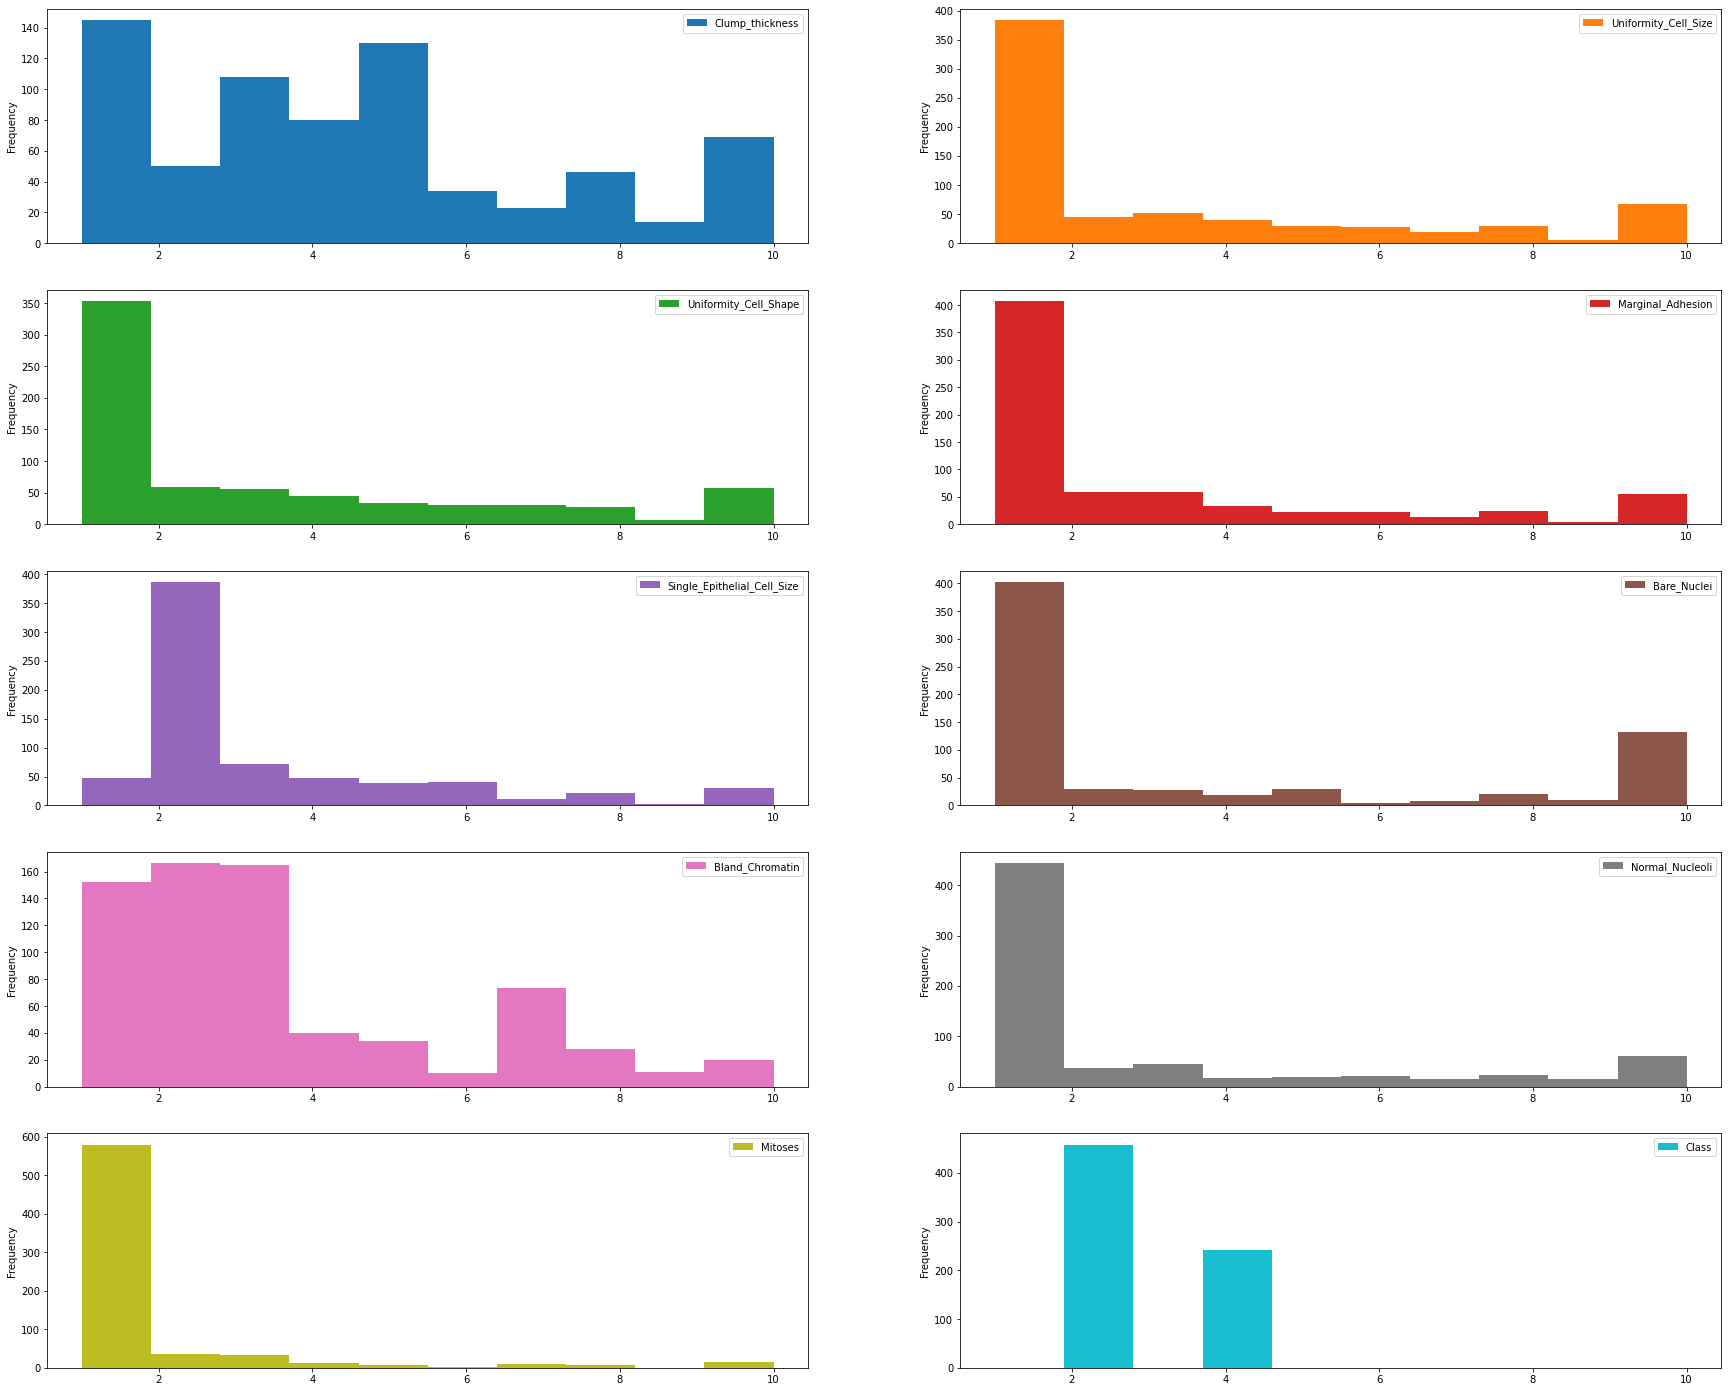 Clump_thickness
Frequency
140
120
100
80
60
40
20
0
2 4 6 8 10
Uniformity_Cell_Size
Frequency
400
350
300
250
200
150
100
50
0
2 4 6 8 10
Uniformity_Cell_Shape
Frequency
350
300
250
200
150
100
50
0
2 4 6 8 10
Marginal_Adhesion
Frequency
400
350
300
250
200
150
100
50
0
2 4 6 8 10
Single_Epithelial_Cell_Size
Frequency
400
350
300
250
200
150
100
50
0
2 4 6 8 10
Bare_Nuclei
Frequency
400
350
300
250
200
150
100
50
0
2 4 6 8 10
Bland_Chromatin
Frequency
160
140
120
100
80
60
40
20
0
2 4 6 8 10
Normal_Nucleoli
Frequency
400
300
200
100
0
2 4 6 8 10
Mitoses
Frequency
600
500
400
300
200
100
0
2 4 6 8 10
Class
Frequency
400
300
200
100
0
2 4 6 8 10